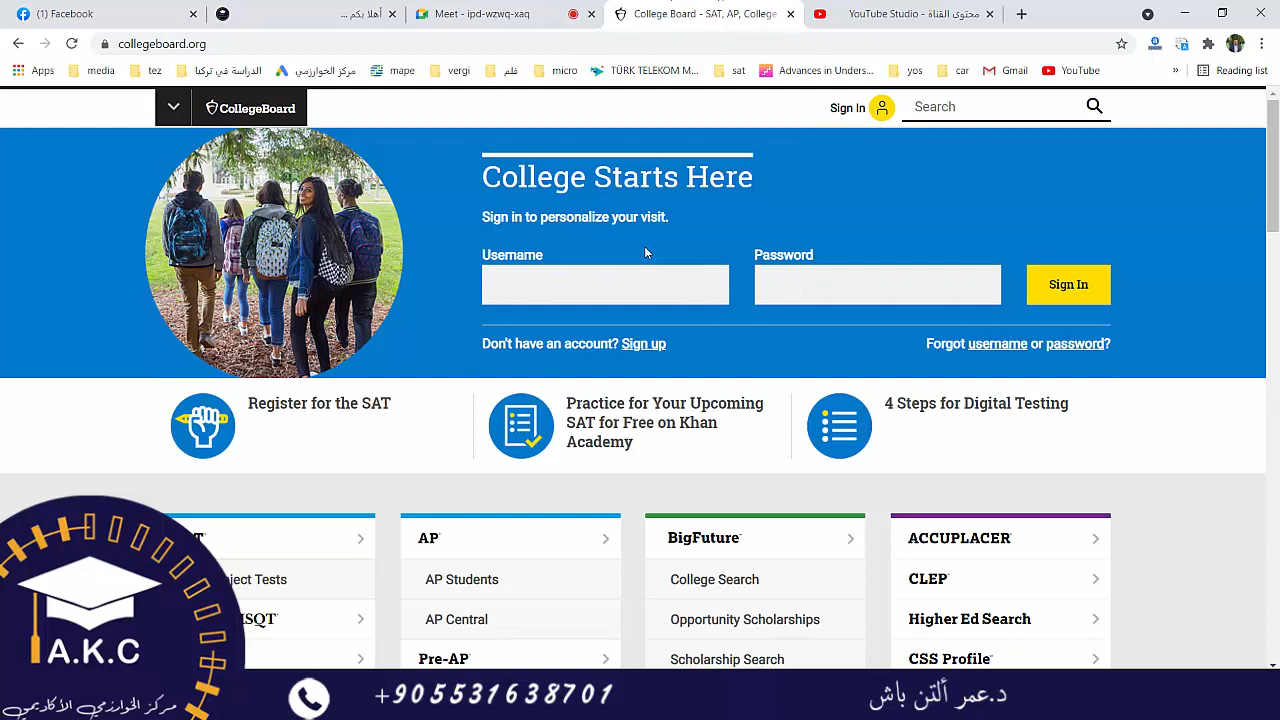 (1) Facebook
أهلا بكم ...
Meet - ipd-wzwq-xaq
College Board - SAT, AP, College
محتوى القناة - YouTube Studio
collegeboard.org
Apps
media
tez
الدراسة في تركيا
مركز الخوارزمي
mape
vergi
فلم
micro
TÜRK TELEKOM M...
sat
Advances in Unders...
yos
car
Gmail
YouTube
»
Reading list
CollegeBoard
Sign In
Search
College Starts Here
Sign in to personalize your visit.
Username
Password
Sign In
Don't have an account? Sign up
Forgot username or password?
Register for the SAT
Practice for Your Upcoming
SAT for Free on Khan
Academy
4 Steps for Digital Testing
AP
BigFuture
ACCUPLACER
AP Students
College Search
CLEP
AP Central
Opportunity Scholarships
Higher Ed Search
Pre-AP
Scholarship Search
CSS Profile
A.K.C
مركز الخوارزمي الأكاديمي
+905531638701
د.عمر ألتن باش